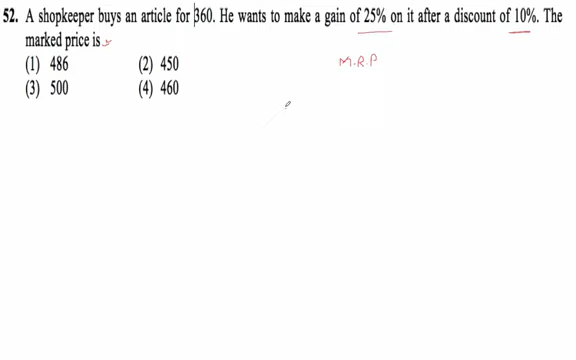 52. A shopkeeper buys an article for 360. He wants to make a gain of 25% on it after a discount of 10%. The
marked price is
M.R.P
(1) 486 (2) 450
(3) 500 (4) 460